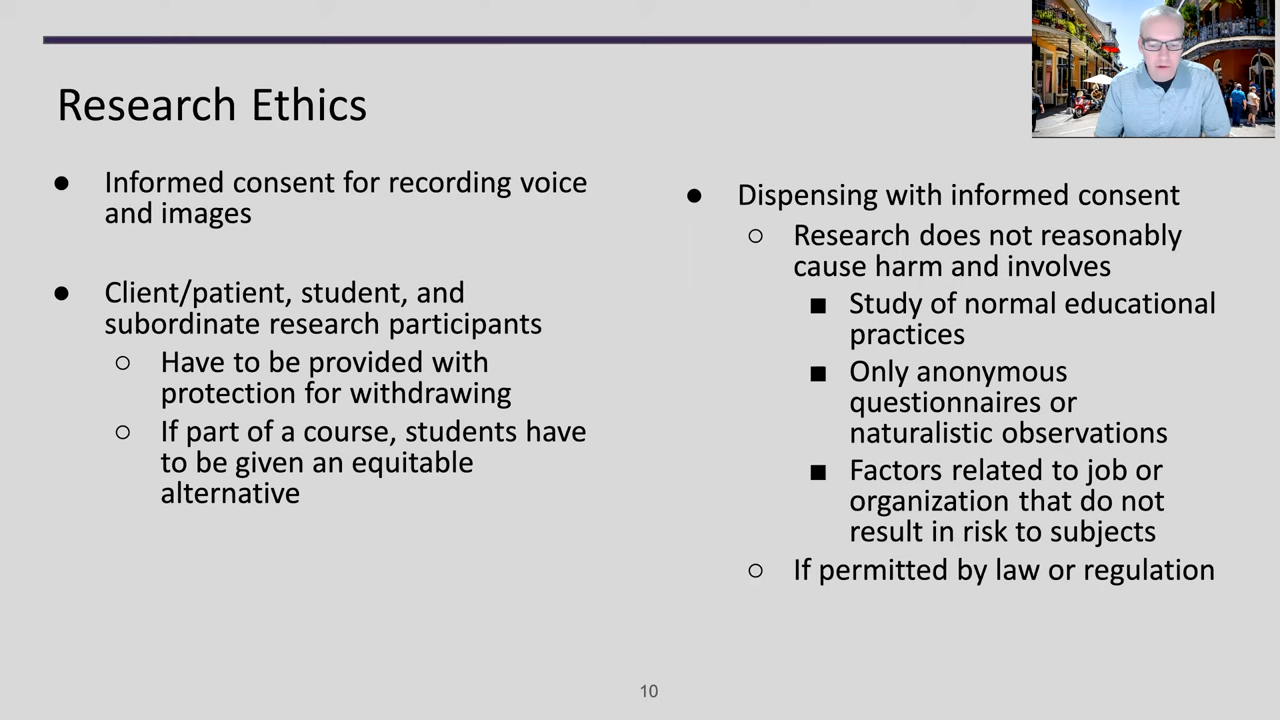 Research Ethics
● Informed consent for recording voice
and images
● Client/patient, student, and
subordinate research participants
○ Have to be provided with
protection for withdrawing
○ If part of a course, students have
to be given an equitable
alternative
● Dispensing with informed consent
○ Research does not reasonably
cause harm and involves
■ Study of normal educational
practices
■ Only anonymous
questionnaires or
naturalistic observations
■ Factors related to job or
organization that do not
result in risk to subjects
○ If permitted by law or regulation
10